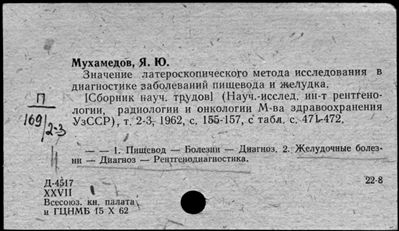 Мухамедов, Я. Ю.
Значение латероскопического метода исследования в
диагностике заболеваний пищевода и желудка.
[Сборник науч. трудов] (Науч.-исслед. ин-т рентгено-
логии, радиологии и онкологии М-ва здравоохранения
УзССР), т. 2-3, 1962, с. 155-157, с табл. с. 471-472.
П
169/2-3
— — 1. Пищевод — Болезни — Диагноз. 2. Желудочные болез-
ни — Диагноз — Рентгенодиагностика.
Д-4517
XXVII
22-8
Всесоюз. кн. палата
и ГЦНМБ 15 X 62